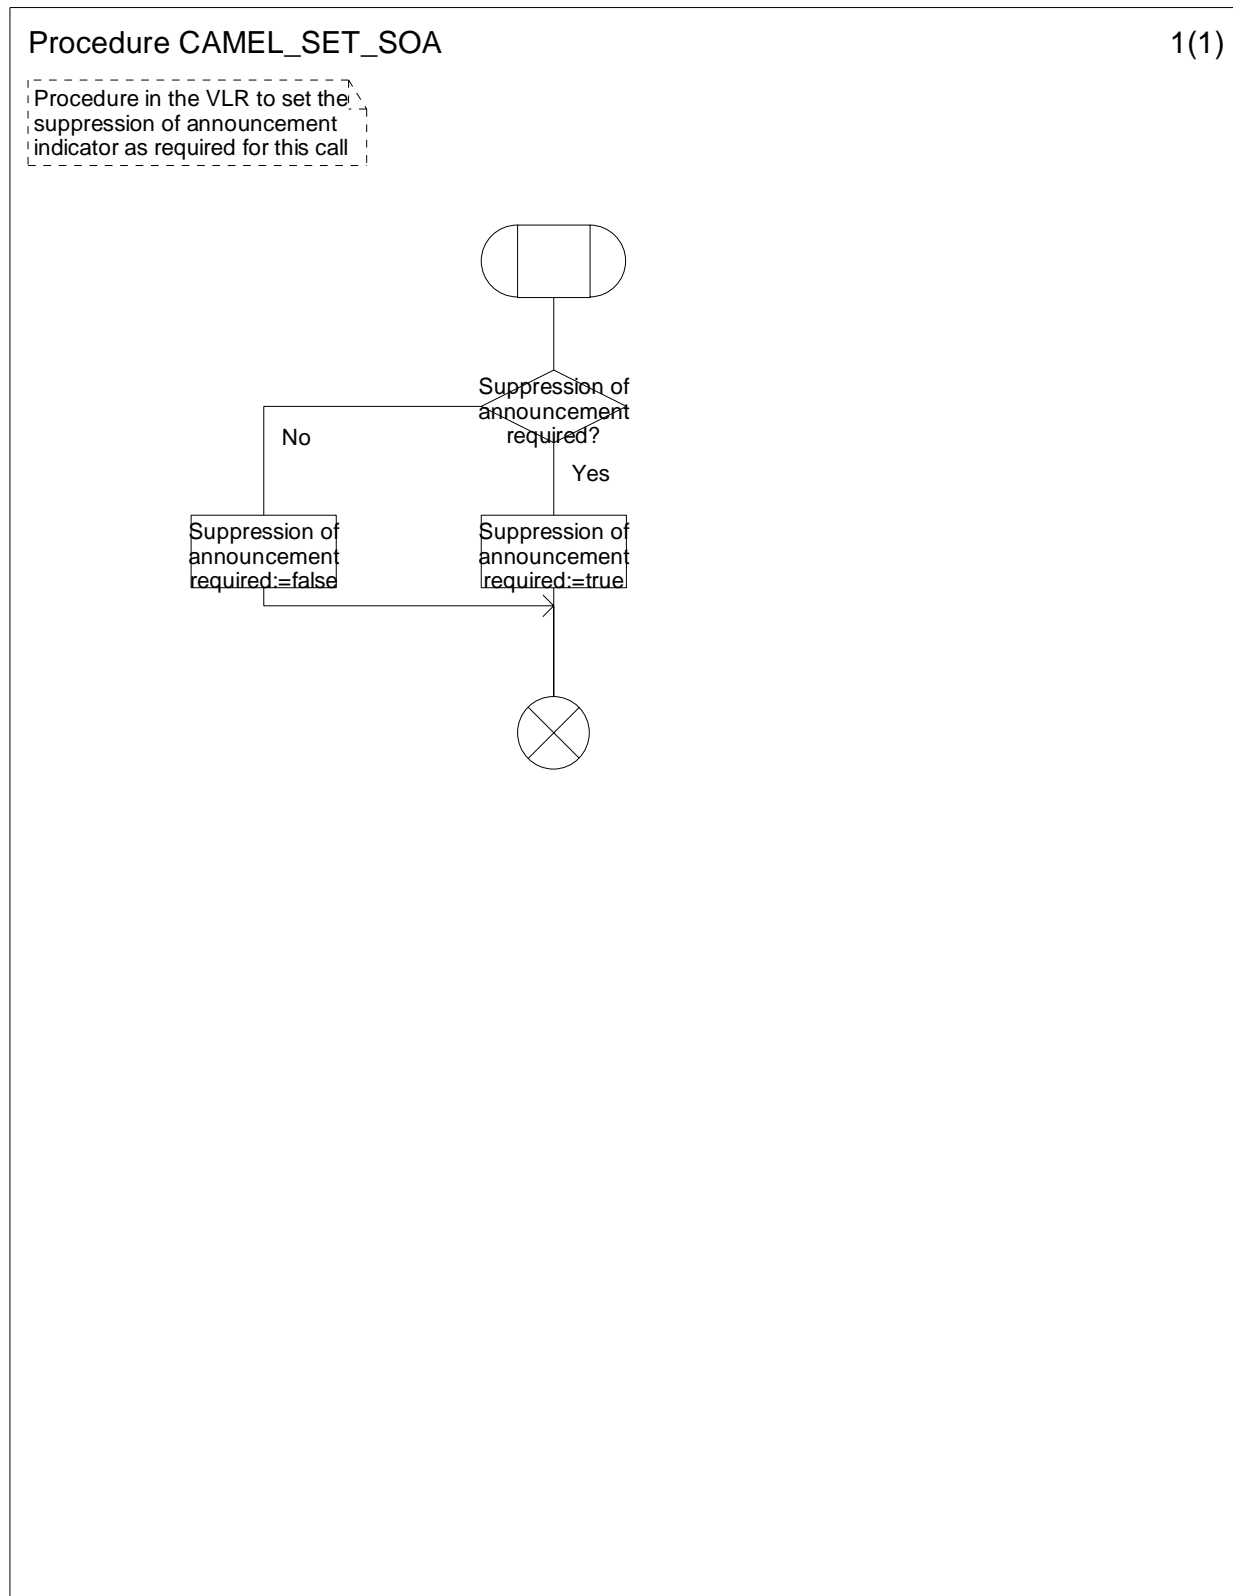 Procedure CAMEL_SET_SOA
1(1)
Procedure in the VLR to set the
suppression of announcement
indicator as required for this call
Suppression of
announcement
required?
No
Yes
Suppression of
announcement
required:=false
Suppression of
announcement
required:=true